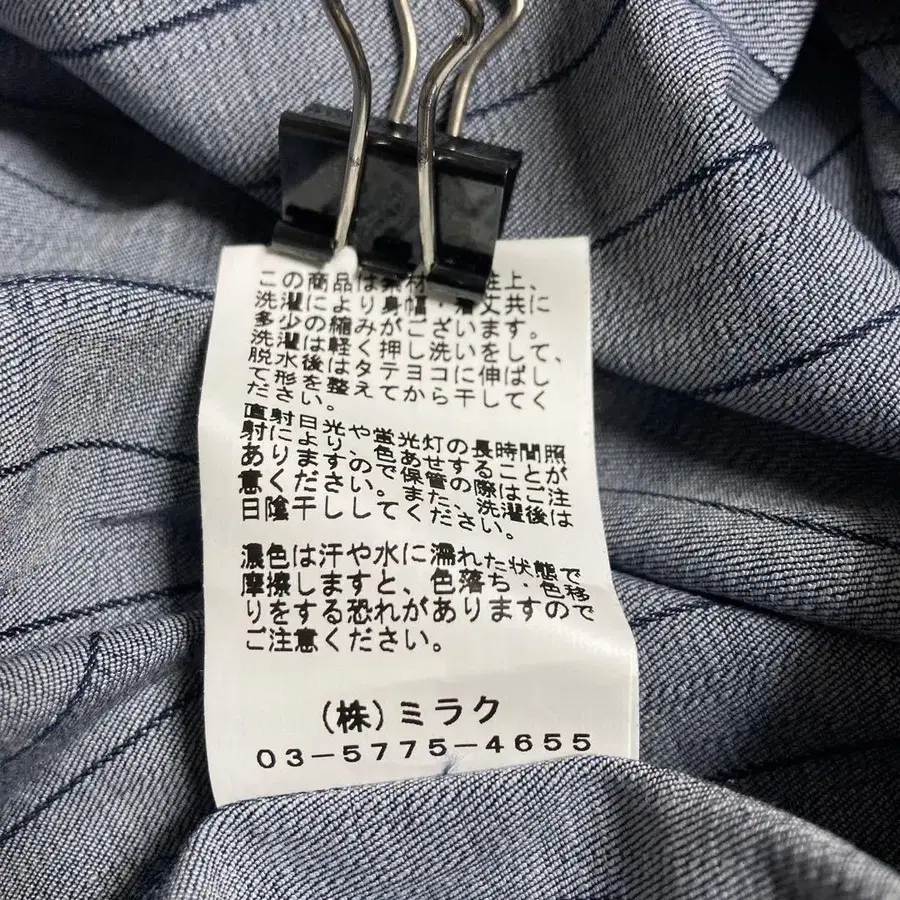 この商品は素材 性上、
洗濯により身幅・着丈共に
多少の縮みがございます。
洗濯は軽く押し洗いをして、
脱水後はタテヨコに伸ばし
て形を整えてから干してく
ださい。
直射日光や蛍光灯の長時間照
射により、色あせすることが
ありますので保管の際はご注
意ください。また、洗濯後は
日陰干ししてください。
濃色は汗や水に濡れた状態で
摩擦しますと、色落ち・色移
りをする恐れがありますので
ご注意ください。
(株)ミラク
03-5775-4655